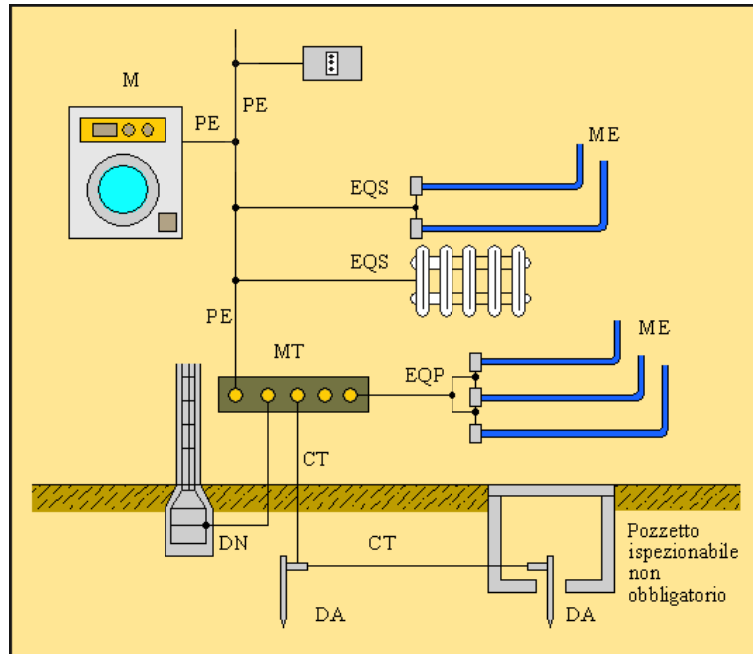 M
PE
PE
ME
EQS
EQS
PE
MT
ME
EQP
CT
DN
CT
Pozzetto
ispezionabile
non
obbligatorio
DA
DA